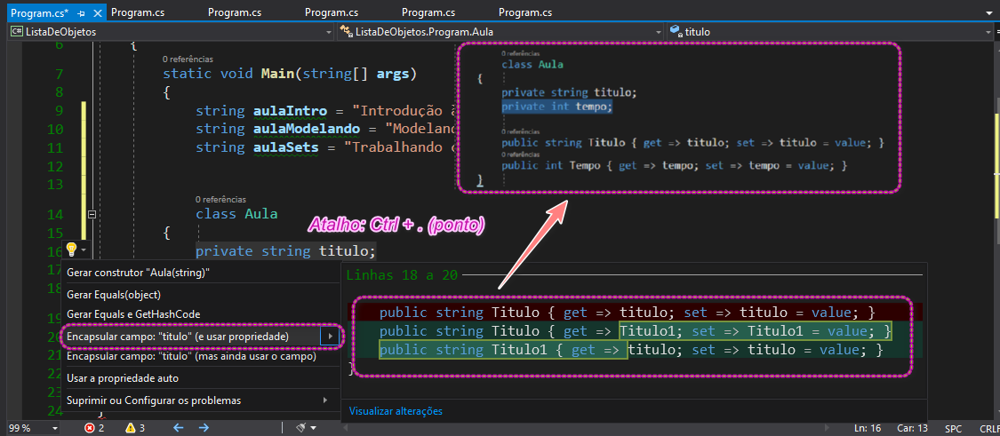 Program.cs* Program.cs Program.cs Program.cs Program.cs Program.cs
C# ListaDeObjetos ListaDeObjetos.Program.Aula titulo
6 {
0 referências
7 static void Main(string[] args)
8 {
9 string aulaIntro = "Introdução à
10 string aulaModelando = "Modeland
11 string aulaSets = "Trabalhando
12
13
0 referências
14 class Aula
15 {
16 private string titulo;
17
18
19
20
21
22
23
24 }
0 referências
class Aula
{
private string titulo;
private int tempo;
0 referências
public string Titulo { get => titulo; set => titulo = value; }
0 referências
public int Tempo { get => tempo; set => tempo = value; }
}
Atalho: Ctrl + . (ponto)
Gerar construtor "Aula(string)"
Gerar Equals(object)
Gerar Equals e GetHashCode
Encapsular campo: "titulo" (e usar propriedade)
Encapsular campo: "titulo" (mas ainda usar o campo)
Usar a propriedade auto
Suprimir ou Configurar os problemas
Linhas 18 a 20
public string Titulo { get => titulo; set => titulo = value; }
public string Titulo { get => Titulo1; set => Titulo1 = value; }
public string Titulo1 { get => titulo; set => titulo = value; }
}
Visualizar alterações
99 % 2 3 Ln: 16 Car: 13 SPC CRLF